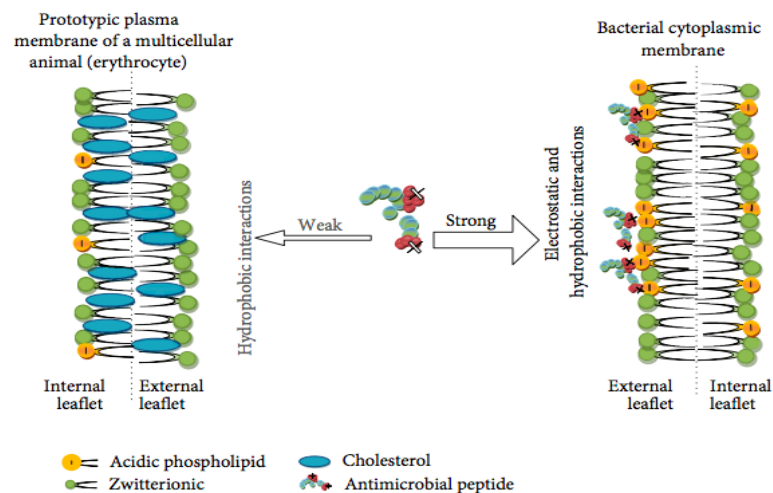 Prototypic plasma
membrane of a multicellular
animal (erythrocyte)
Bacterial cytoplasmic
membrane
Hydrophobic interactions
Weak
Strong
Electrostatic and
hydrophobic interactions
Internal
leaflet
External
leaflet
External
leaflet
Internal
leaflet
Acidic phospholipid
Zwitterionic
Cholesterol
Antimicrobial peptide